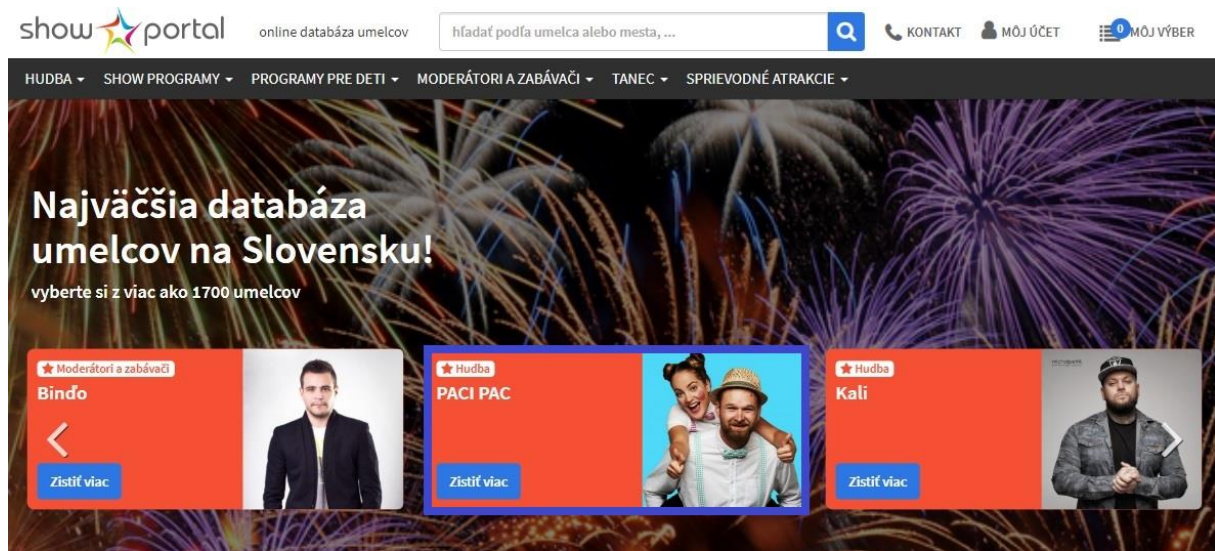 show portal
online databáza umelcov
hľadať podľa umelca alebo mesta, ...
KONTAKT
MÔJ ÚČET
0
MÔJ VÝBER
HUDBA
SHOW PROGRAMY
PROGRAMY PRE DETI
MODERÁTORI A ZABÁVAČI
TANEC
SPRIEVODNÉ ATRAKCIE
Najväčšia databáza
umelcov na Slovensku!
vyberte si z viac ako 1700 umelcov
Moderátori a zabávači
Binďo
Zistiť viac
Hudba
PACI PAC
Zistiť viac
Hudba
Kali
Zistiť viac